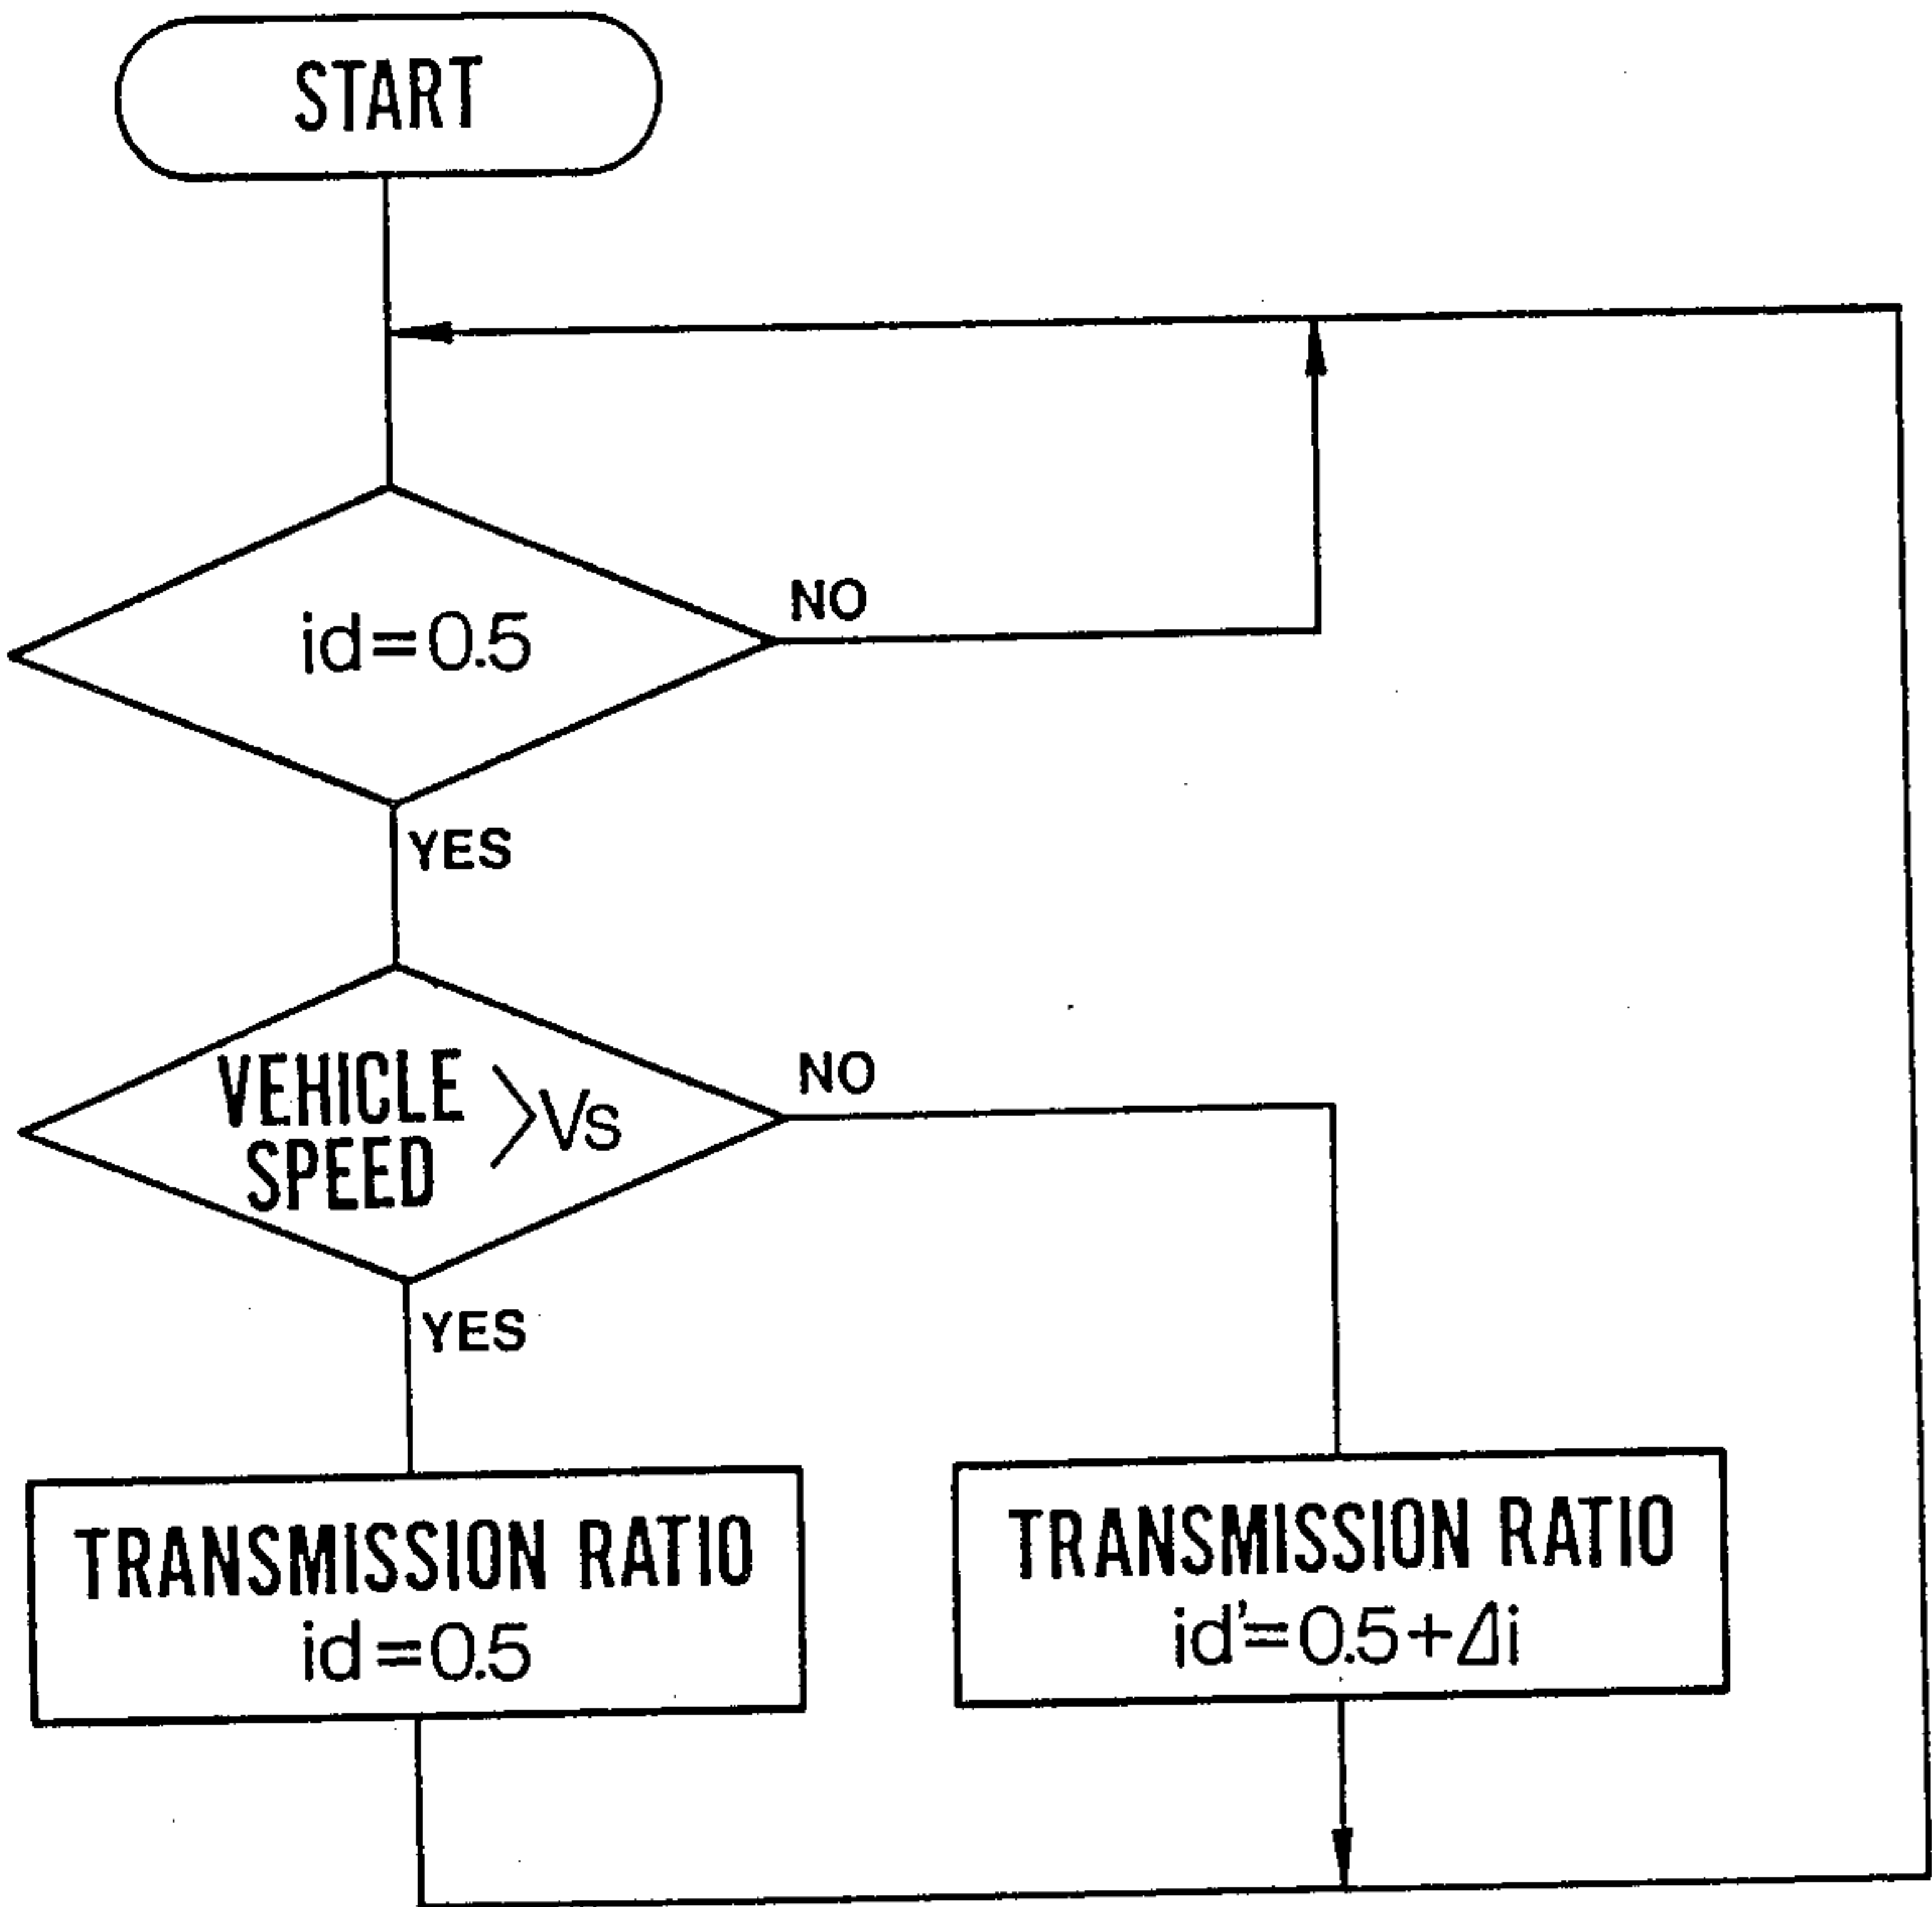 START
id=0.5
NO
YES
VEHICLE
SPEED >Vs
NO
YES
TRANSMISSION RATIO
id=0.5
TRANSMISSION RATIO
id'=0.5+Δi